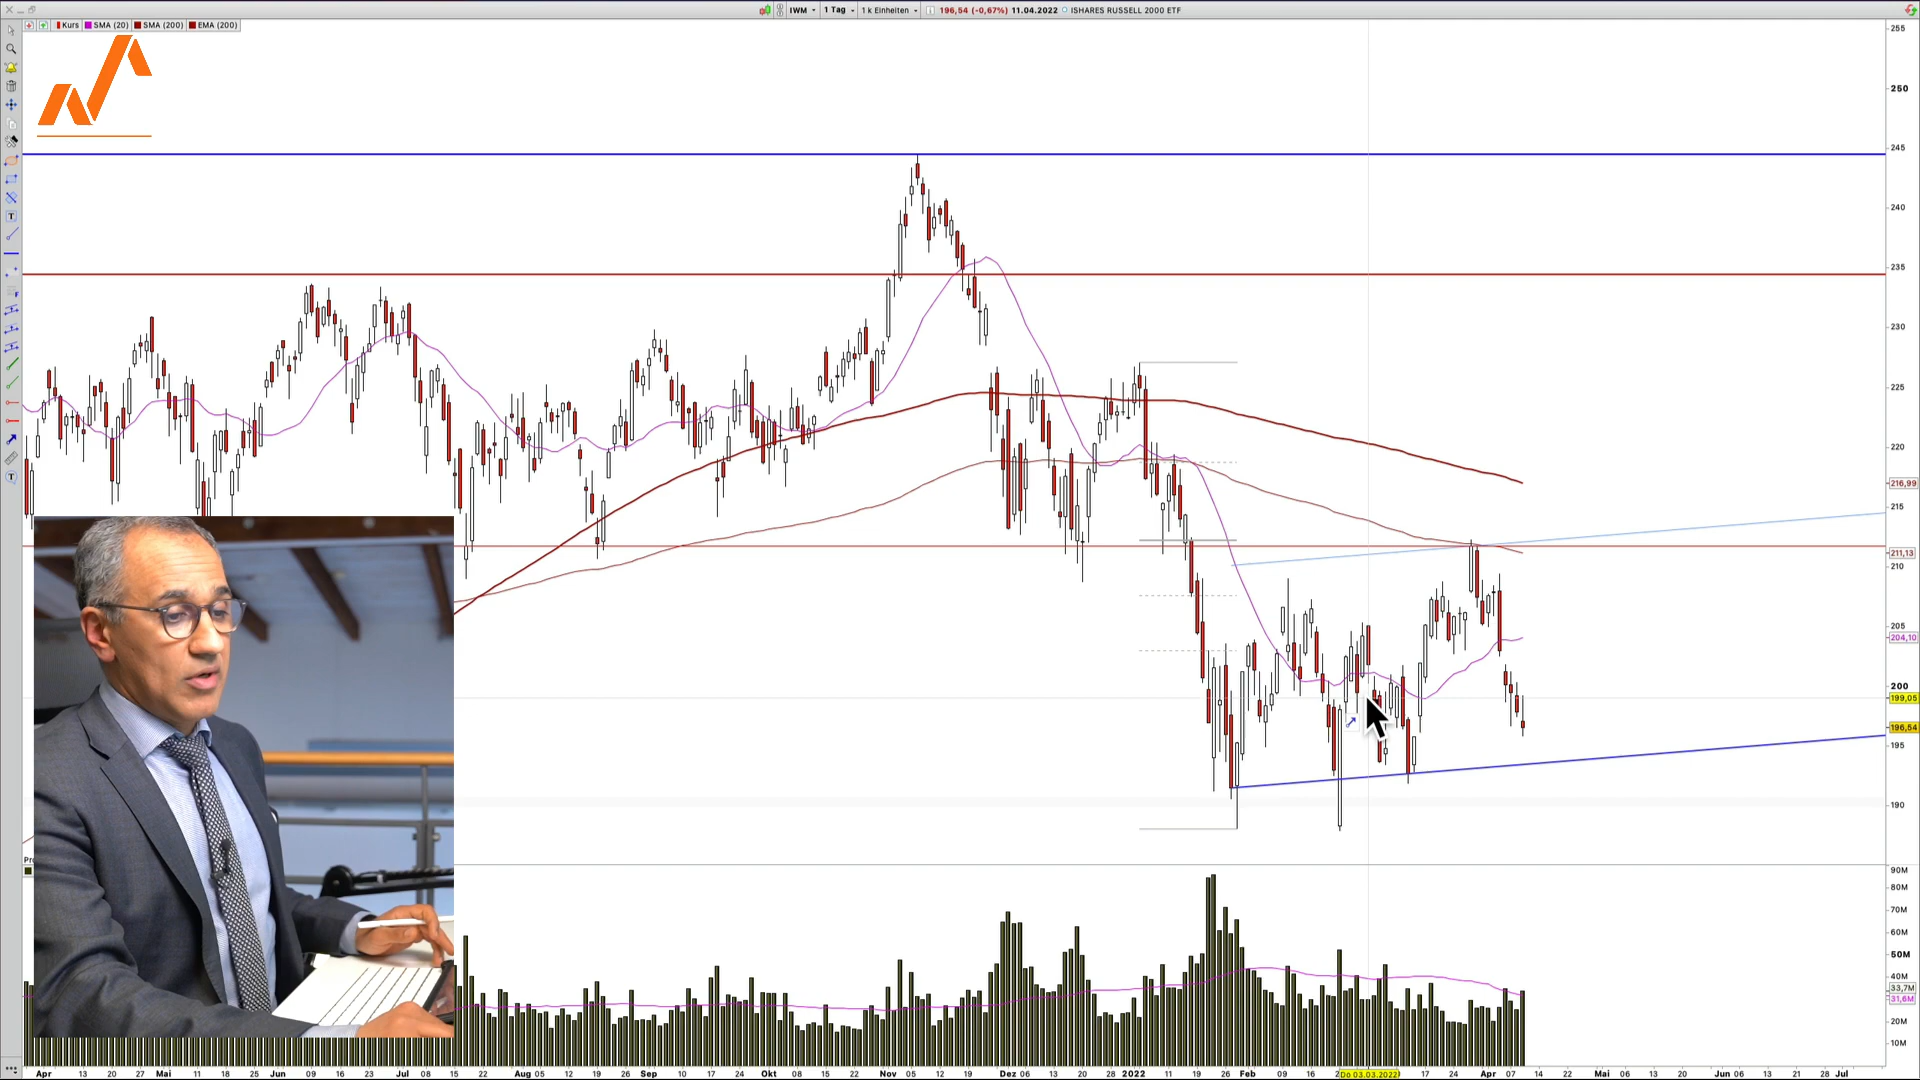 IWM 1 Tag 1 k Einheiten 196,54 (-0,67%) 11.04.2022 ISHARES RUSSELL 2000 ETF
Kurs SMA (20) SMA (200) EMA (200)
255
250
245
240
235
230
225
220
216,99
215
211,13
210
205
204,10
200
199,05
196,54
195
190
90M
80M
70M
60M
50M
40M
33,7M
31,6M
20M
10M
Apr 13 20 27 Mai 11 18 25 Jun 09 16 23 Jul 08 15 22 Aug 05 12 19 26 Sep 10 17 24 Okt 08 15 22 Nov 05 12 19 Dez 06 13 20 28 2022 11 19 26 Feb 09 16 Do 03.03.2022 17 24 Apr 07 14 22 Mai 06 13 20 Jun 06 13 21 28 Jul